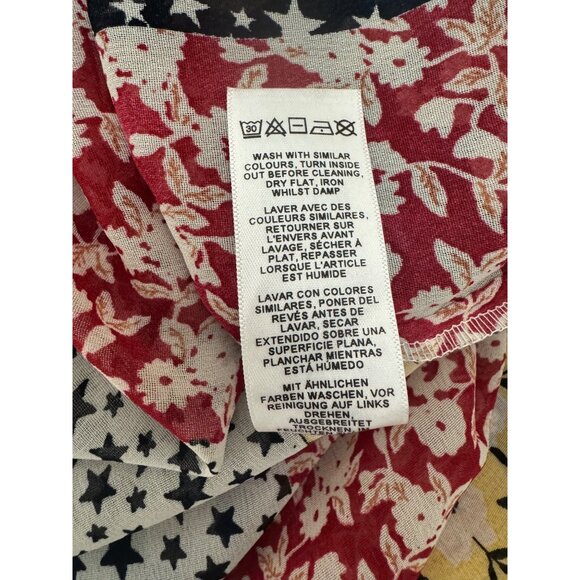 30
WASH WITH SIMILAR
COLOURS, TURN INSIDE
OUT BEFORE CLEANING,
DRY FLAT, IRON
WHILST DAMP
LAVER AVEC DES
COULEURS SIMILAIRES,
RETOURNER SUR
L'ENVERS AVANT
LAVAGE, SÉCHER À
PLAT, REPASSER
LORSQUE L'ARTICLE
EST HUMIDE
LAVAR CON COLORES
SIMILARES, PONER DEL
REVÉS ANTES DE
LAVAR, SECAR
EXTENDIDO SOBRE UNA
SUPERFICIE PLANA,
PLANCHAR MIENTRAS
ESTÁ HÚMEDO
MIT ÄHNLICHEN
FARBEN WASCHEN, VOR
REINIGUNG AUF LINKS
DREHEN,
AUSGEBREITET
TROCKNEN, IN
FEUCHTEN